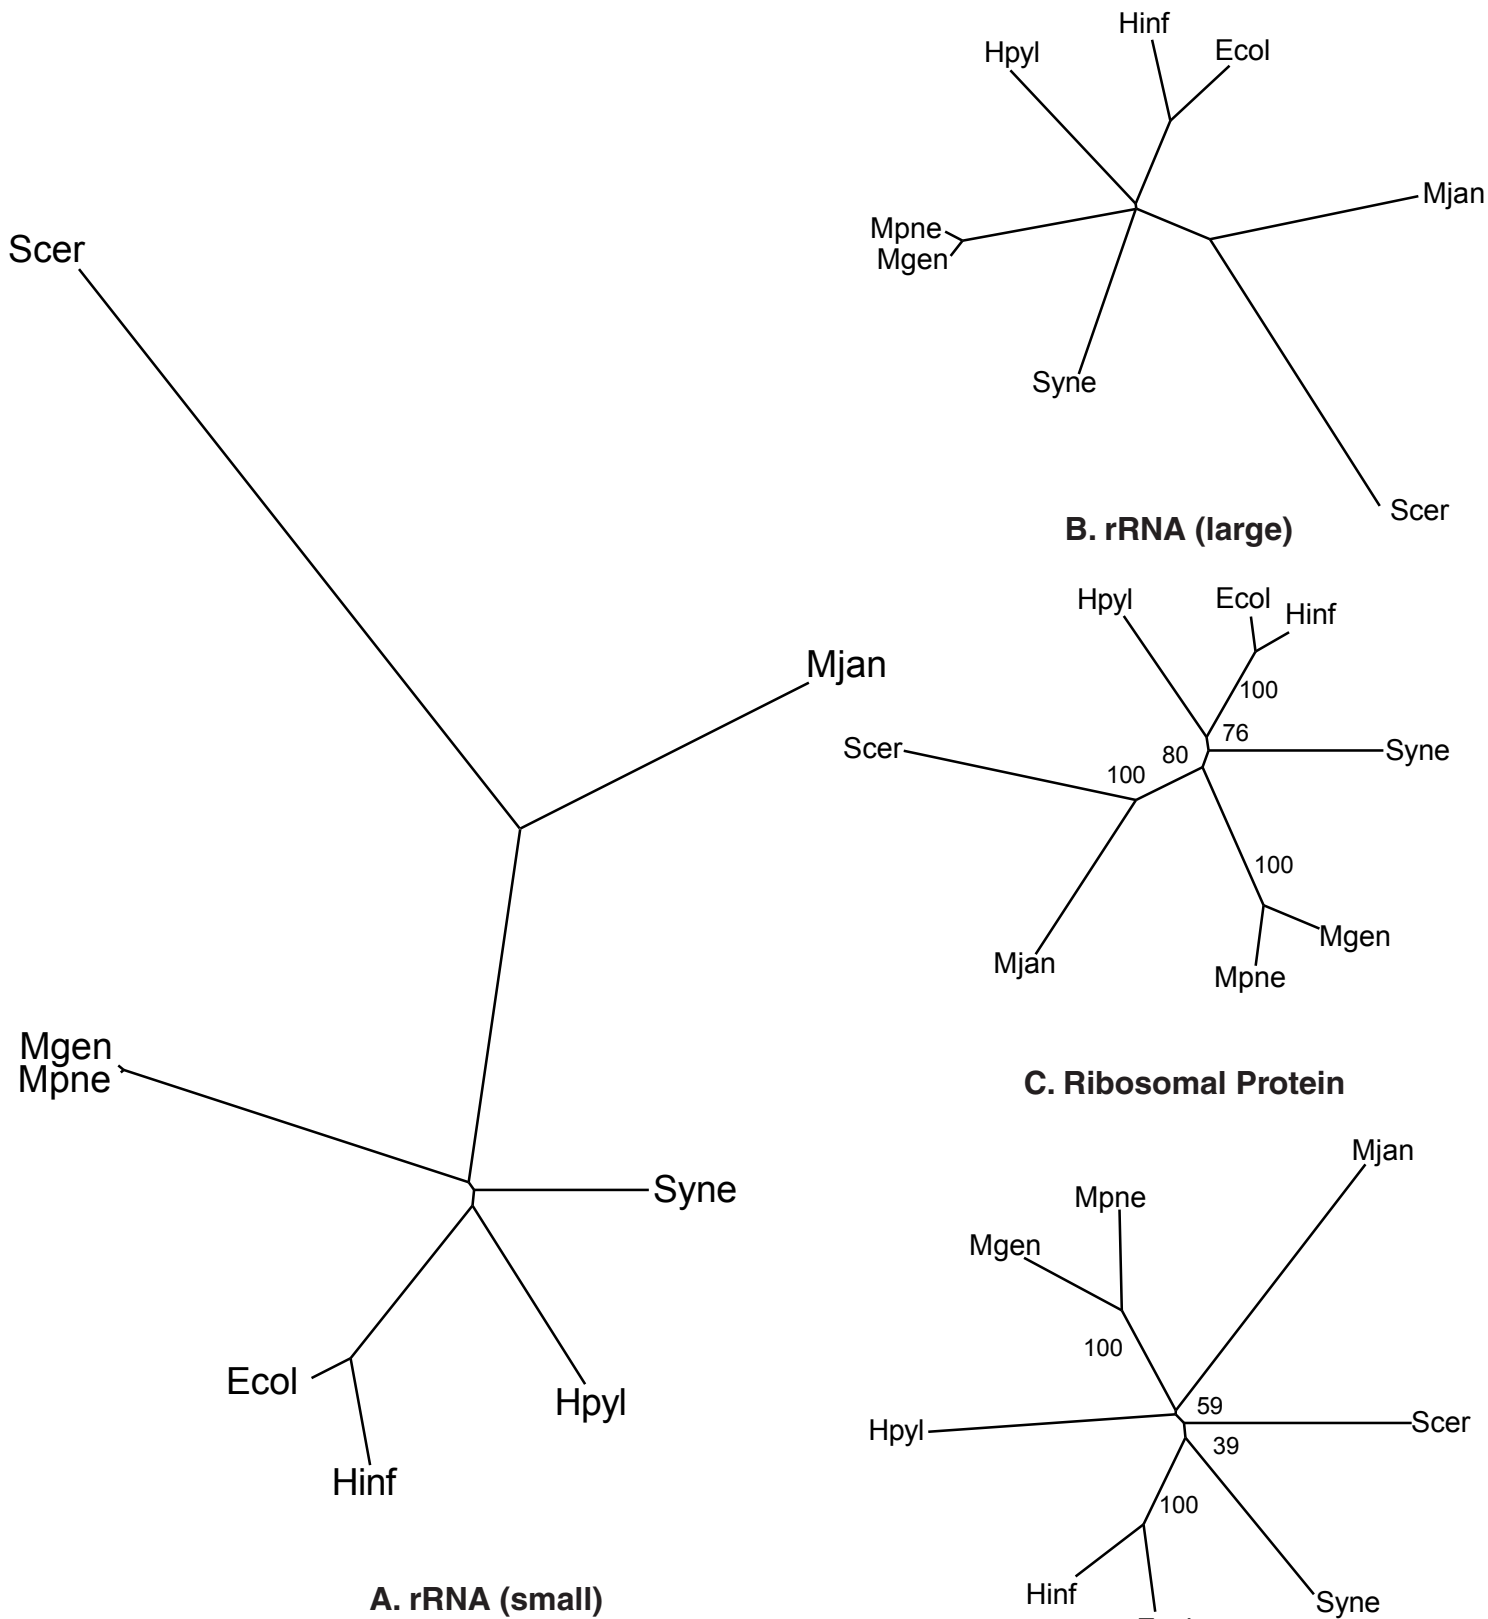 Scer
Mjan
Mgen
Mpne
Syne
Ecol
Hpyl
Hinf
A. rRNA (small)
Hinf
Hpyl
Ecol
Mjan
Mpne
Mgen
Syne
Scer
B. rRNA (large)
Hpyl
Ecol
Hinf
100
76
Scer
80
Syne
100
100
Mgen
Mjan
Mpne
C. Ribosomal Protein
Mjan
Mpne
Mgen
100
59
Hpyl
Scer
39
100
Hinf
Syne